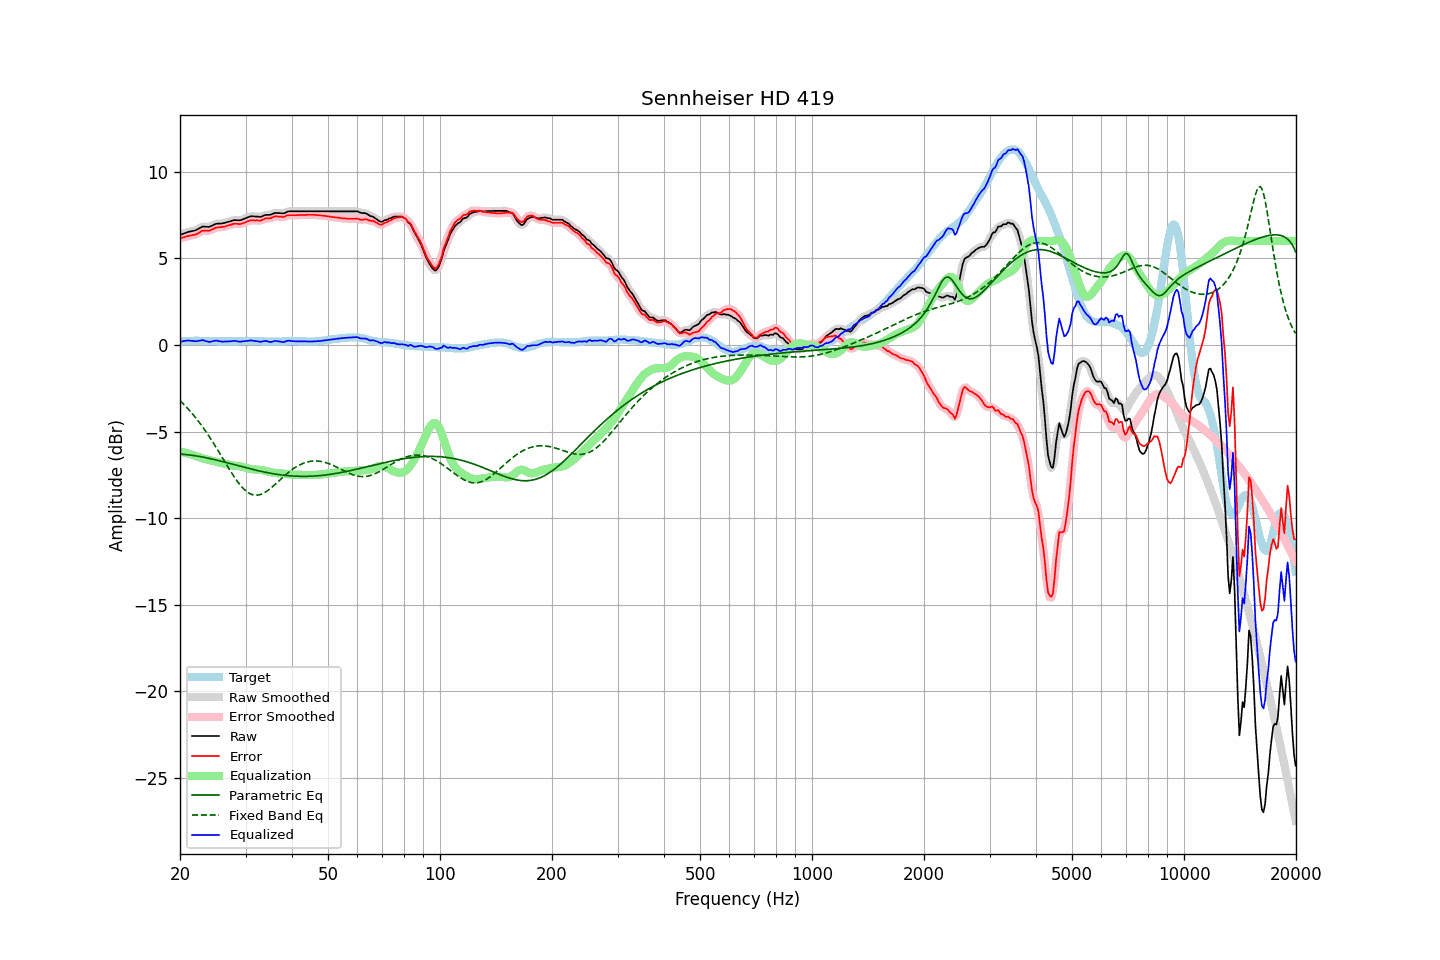 Sennheiser HD 419
Amplitude (dBr)
10
5
0
−5
−10
−15
−20
−25
Target
Raw Smoothed
Error Smoothed
Raw
Error
Equalization
Parametric Eq
Fixed Band Eq
Equalized
20 50 100 200 500 1000 2000 5000 10000 20000
Frequency (Hz)